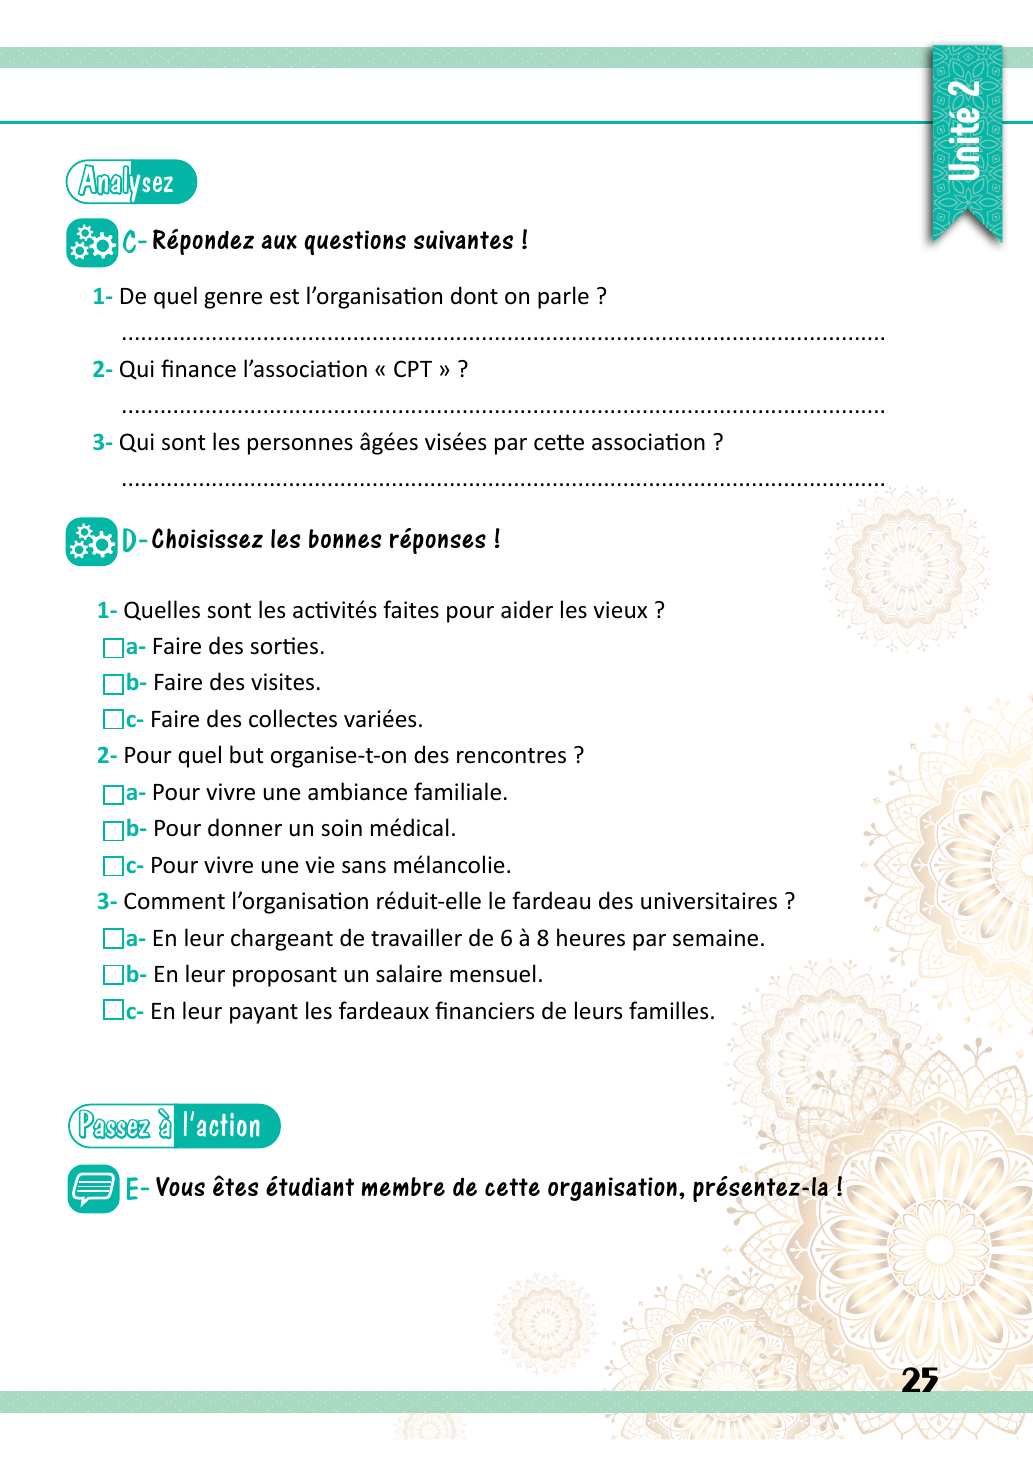 Unité 2
Analysez
C- Répondez aux questions suivantes !
1- De quel genre est l’organisation dont on parle ?
........................................................................................................................
2- Qui finance l’association « CPT » ?
........................................................................................................................
3- Qui sont les personnes âgées visées par cette association ?
........................................................................................................................
D- Choisissez les bonnes réponses !
1- Quelles sont les activités faites pour aider les vieux ?
a- Faire des sorties.
b- Faire des visites.
c- Faire des collectes variées.
2- Pour quel but organise-t-on des rencontres ?
a- Pour vivre une ambiance familiale.
b- Pour donner un soin médical.
c- Pour vivre une vie sans mélancolie.
3- Comment l’organisation réduit-elle le fardeau des universitaires ?
a- En leur chargeant de travailler de 6 à 8 heures par semaine.
b- En leur proposant un salaire mensuel.
c- En leur payant les fardeaux financiers de leurs familles.
Passez à l’action
E- Vous êtes étudiant membre de cette organisation, présentez-la !
25